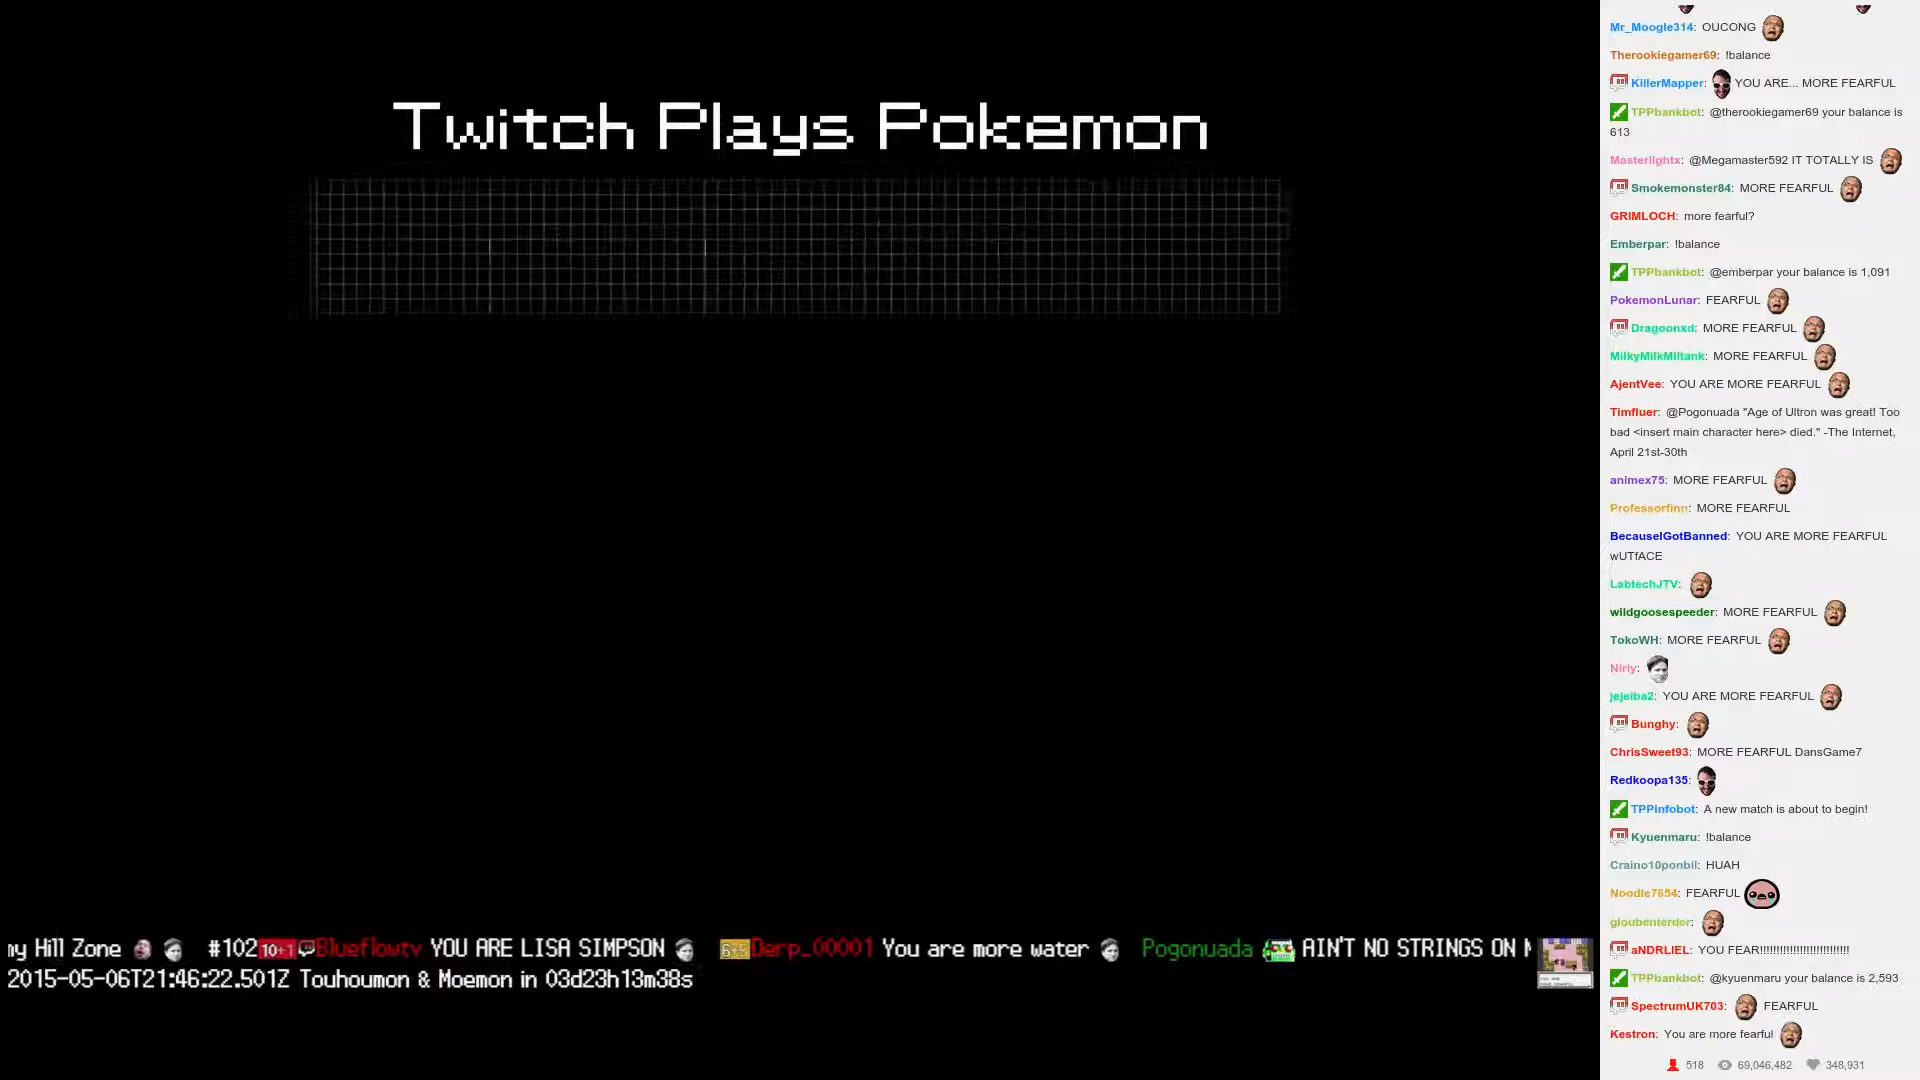 Twitch Plays Pokemon
my Hill Zone #102 10+1 Blueflowtv YOU ARE LISA SIMPSON 6+5 Derp_00001 You are more water Pogonuada AIN'T NO STRINGS ON M
2015-05-06T21:46:22.501Z Touhoumon & Moemon in 03d23h13m38s
Mr_Moogle314: OUCONG
Therookiegamer69: !balance
KillerMapper: YOU ARE... MORE FEARFUL
TPPbankbot: @therookiegamer69 your balance is
613
Masterlightx: @Megamaster592 IT TOTALLY IS
Smokemonster84: MORE FEARFUL
GRIMLOCH: more fearful?
Emberpar: !balance
TPPbankbot: @emberpar your balance is 1,091
PokemonLunar: FEARFUL
Dragoonxd: MORE FEARFUL
MilkyMilkMiltank: MORE FEARFUL
AjentVee: YOU ARE MORE FEARFUL
Timfluer: @Pogonuada "Age of Ultron was great! Too
bad <insert main character here> died." -The Internet,
April 21st-30th
animex75: MORE FEARFUL
Professorfinn: MORE FEARFUL
BecauseIGotBanned: YOU ARE MORE FEARFUL
wUTfACE
LabtechJTV:
wildgoosespeeder: MORE FEARFUL
TokoWH: MORE FEARFUL
Niriy:
jejeiba2: YOU ARE MORE FEARFUL
Bunghy:
ChrisSweet93: MORE FEARFUL DansGame7
Redkoopa135:
TPPinfobot: A new match is about to begin!
Kyuenmaru: !balance
Craino10ponbil: HUAH
Noodle7654: FEARFUL
gloubenterder:
aNDRLIEL: YOU FEAR!!!!!!!!!!!!!!!!!!!!!!!!!!
TPPbankbot: @kyuenmaru your balance is 2,593
SpectrumUK703: FEARFUL
Kestron: You are more fearful
518 69,046,482 348,931